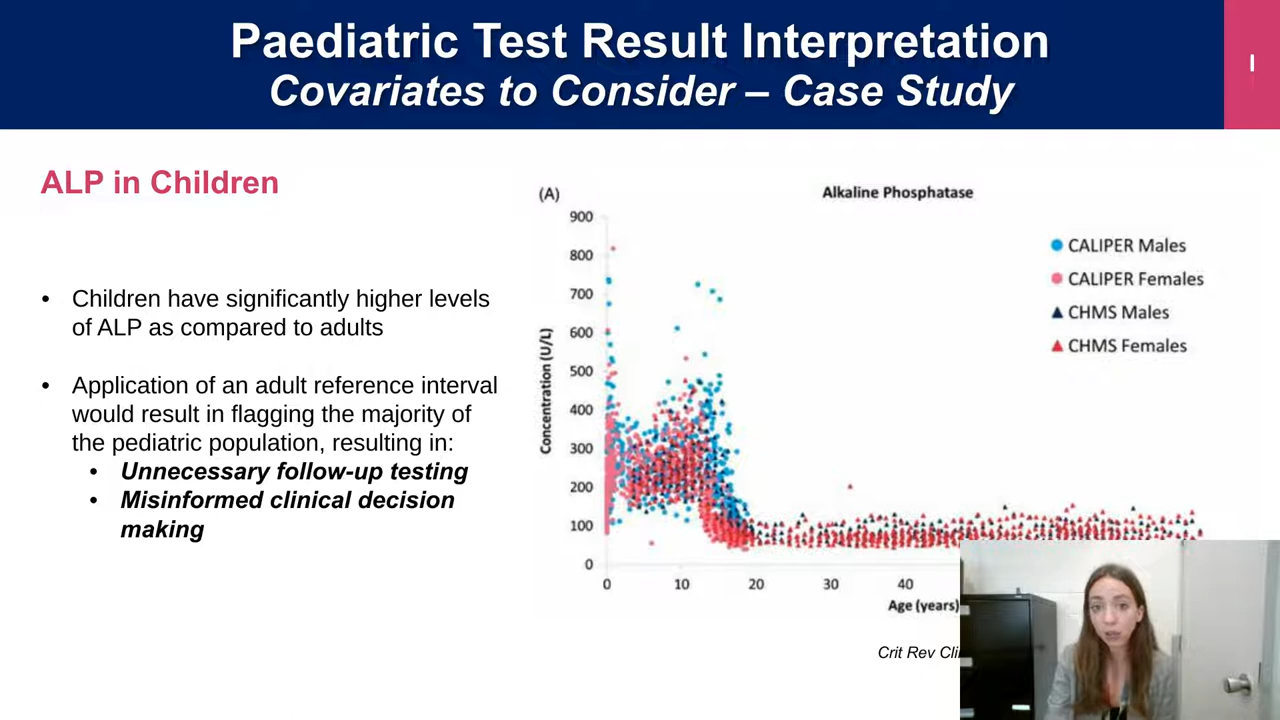 Paediatric Test Result Interpretation
Covariates to Consider – Case Study
ALP in Children
• Children have significantly higher levels
of ALP as compared to adults
• Application of an adult reference interval
would result in flagging the majority of
the pediatric population, resulting in:
• Unnecessary follow-up testing
• Misinformed clinical decision
making
(A)
Alkaline Phosphatase
CALIPER Males
CALIPER Females
CHMS Males
CHMS Females
Concentration (U/L)
900
800
700
600
500
400
300
200
100
0
0 10 20 30 40
Age (years)
Crit Rev